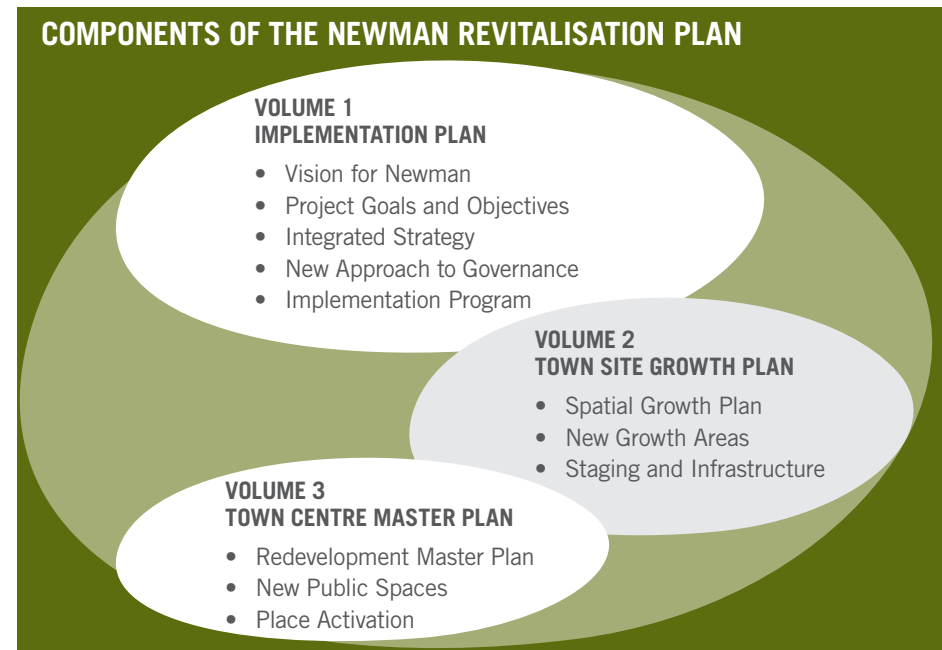 COMPONENTS OF THE NEWMAN REVITALISATION PLAN
VOLUME 1
IMPLEMENTATION PLAN
• Vision for Newman
• Project Goals and Objectives
• Integrated Strategy
• New Approach to Governance
• Implementation Program
VOLUME 2
TOWN SITE GROWTH PLAN
• Spatial Growth Plan
• New Growth Areas
• Staging and Infrastructure
VOLUME 3
TOWN CENTRE MASTER PLAN
• Redevelopment Master Plan
• New Public Spaces
• Place Activation